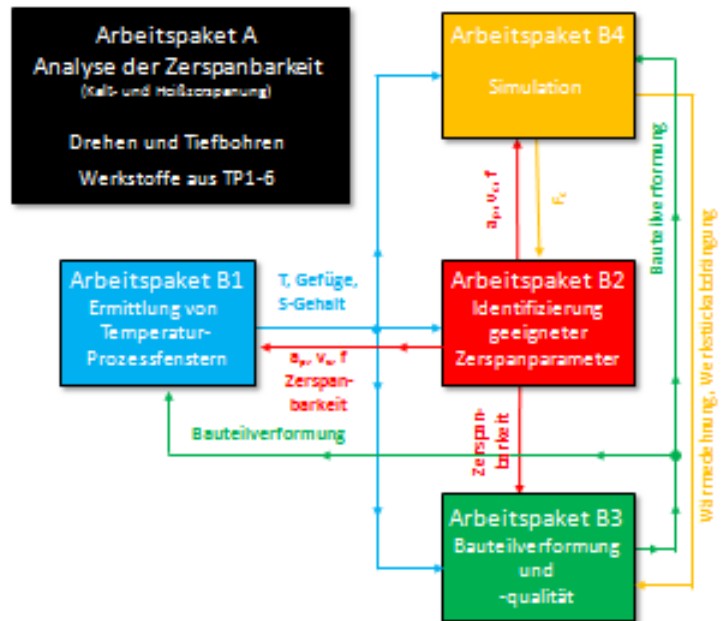 Arbeitspaket A
Analyse der Zerspanbarkeit
(Kalt- und Heißzerspanung)
Drehen und Tiefbohren
Werkstoffe aus TP1-6
Arbeitspaket B4
Simulation
aₚ, v꜀, f
F꜀
Bauteilverformung
Wärmedehnung, Werkstückabdrängung
Arbeitspaket B1
Ermittlung von
Temperatur-
Prozessfenstern
T, Gefüge,
S-Gehalt
aₚ, v꜀, f
Zerspan-
barkeit
Arbeitspaket B2
Identifizierung
geeigneter
Zerspanparameter
Bauteilverformung
Zerspan-
barkeit
Arbeitspaket B3
Bauteilverformung
und
-qualität